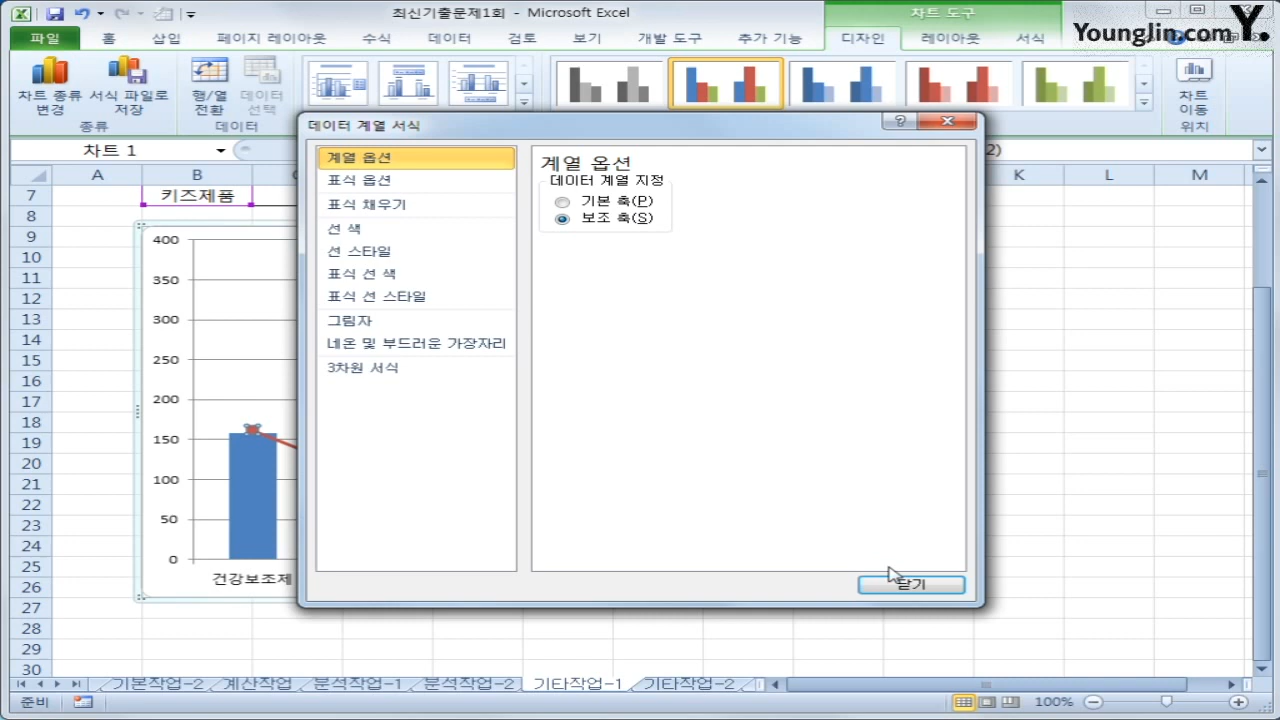 최신기출문제1회 - Microsoft Excel
차트 도구
Y.
Younglin.com
파일 홈 삽입 페이지 레이아웃 수식 데이터 검토 보기 개발 도구 추가 기능 디자인 레이아웃 서식
차트 종류 변경
서식 파일로 저장
행/열 전환
데이터 선택
차트 이동
종류 데이터 위치
차트 1
2)
데이터 계열 서식
계열 옵션
표식 옵션
표식 채우기
선 색
선 스타일
표식 선 색
표식 선 스타일
그림자
네온 및 부드러운 가장자리
3차원 서식
계열 옵션
데이터 계열 지정
기본 축(P)
보조 축(S)
닫기
A B K L M
7 키즈제품
8
9
10
11
12
13
14
15
16
17
18
19
20
21
22
23
24
25
26
27
28
29
30
400
350
300
250
200
150
100
50
0
건강보조제
기본작업-2 계산작업 분석작업-1 분석작업-2 기타작업-1 기타작업-2
준비 100%